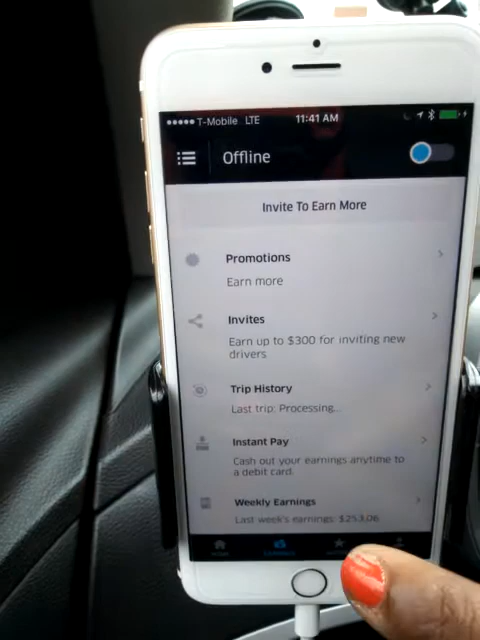 T-Mobile LTE 11:41 AM
Offline
Invite To Earn More
Promotions
Earn more
Invites
Earn up to $300 for inviting new
drivers
Trip History
Last trip: Processing...
Instant Pay
Cash out your earnings anytime to
a debit card.
Weekly Earnings
Last week's earnings: $253.06
HOME
EARNINGS